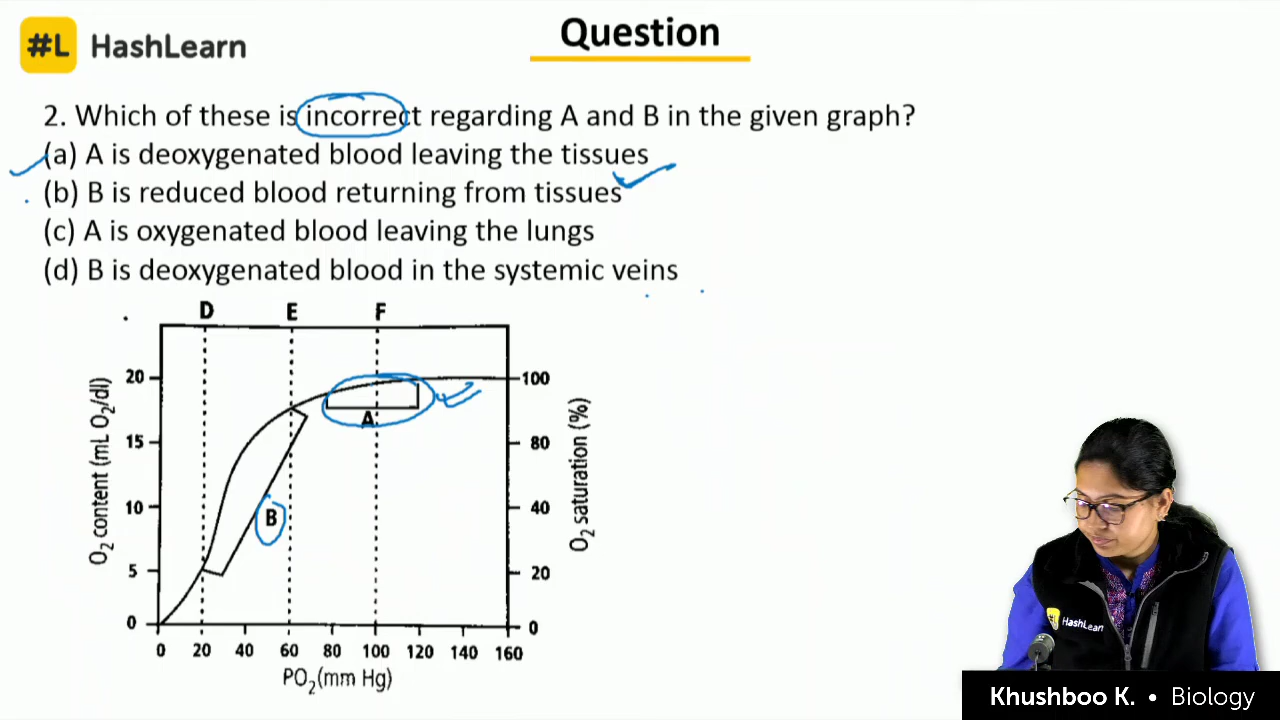 #L HashLearn
Question
2. Which of these is incorrect regarding A and B in the given graph?
(a) A is deoxygenated blood leaving the tissues
(b) B is reduced blood returning from tissues
(c) A is oxygenated blood leaving the lungs
(d) B is deoxygenated blood in the systemic veins
D E F
20 100
A
15 80
B
10 40
5 20
0 0
O2 content (mL O2/dl)
O2 saturation (%)
0 20 40 60 80 100 120 140 160
PO2(mm Hg)
HashLearn
Khushboo K. • Biology